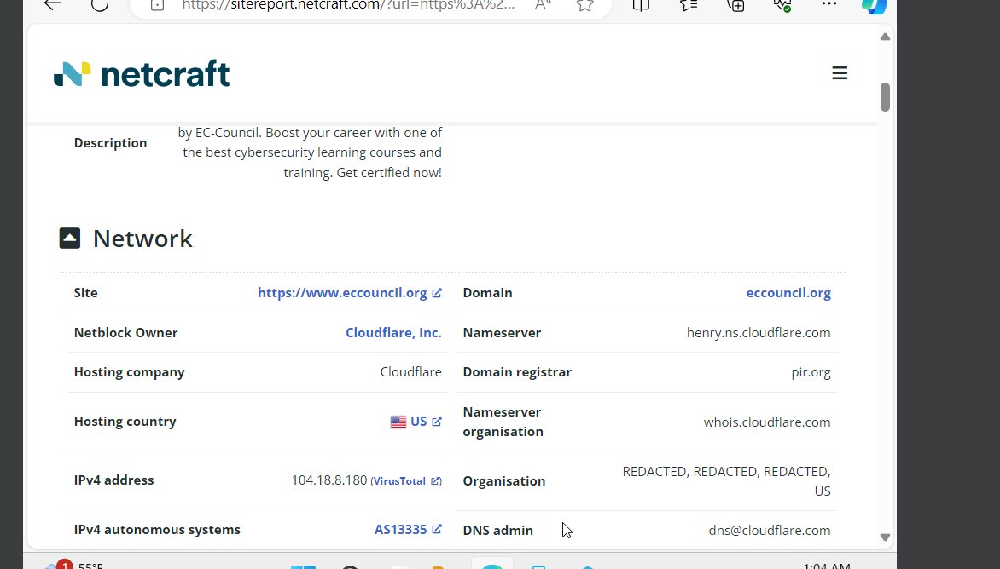 https://sitereport.netcraft.com/?url=https%3A%2...
netcraft
Description
by EC-Council. Boost your career with one of
the best cybersecurity learning courses and
training. Get certified now!
Network
Site https://www.eccouncil.org Domain eccouncil.org
Netblock Owner Cloudflare, Inc. Nameserver henry.ns.cloudflare.com
Hosting company Cloudflare Domain registrar pir.org
Hosting country US Nameserver
organisation whois.cloudflare.com
IPv4 address 104.18.8.180 (VirusTotal) Organisation REDACTED, REDACTED, REDACTED,
US
IPv4 autonomous systems AS13335 DNS admin dns@cloudflare.com
1 55°F 1:04 AM